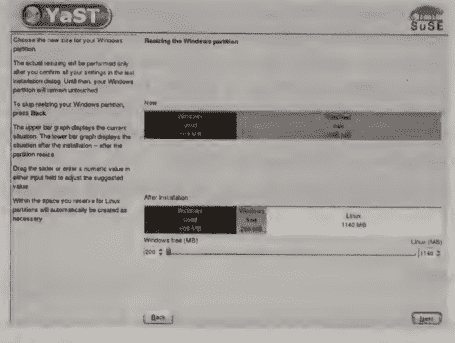 YaST
SuSE
Choose the new size for your Windows
partition.
The actual resizing will be performed only
after you confirm all your settings in the last
installation dialog. Until then, your Windows
partition will remain untouched.
To skip resizing your Windows partition,
press Back.
The upper bar graph displays the current
situation. The lower bar graph displays the
situation after the installation – after the
partition resize.
Drag the slider or enter a numeric value in
either input field to adjust the suggested
value.
Within the space you reserve for Linux
partitions will automatically be created as
necessary.
Resizing the Windows partition
Now
Windows
used
Windows
free
After Installation
Windows
used
Windows
free
200 MB
Linux
1140 MB
Windows free (MB)
Linux (MB)
200
1140
Back
Next